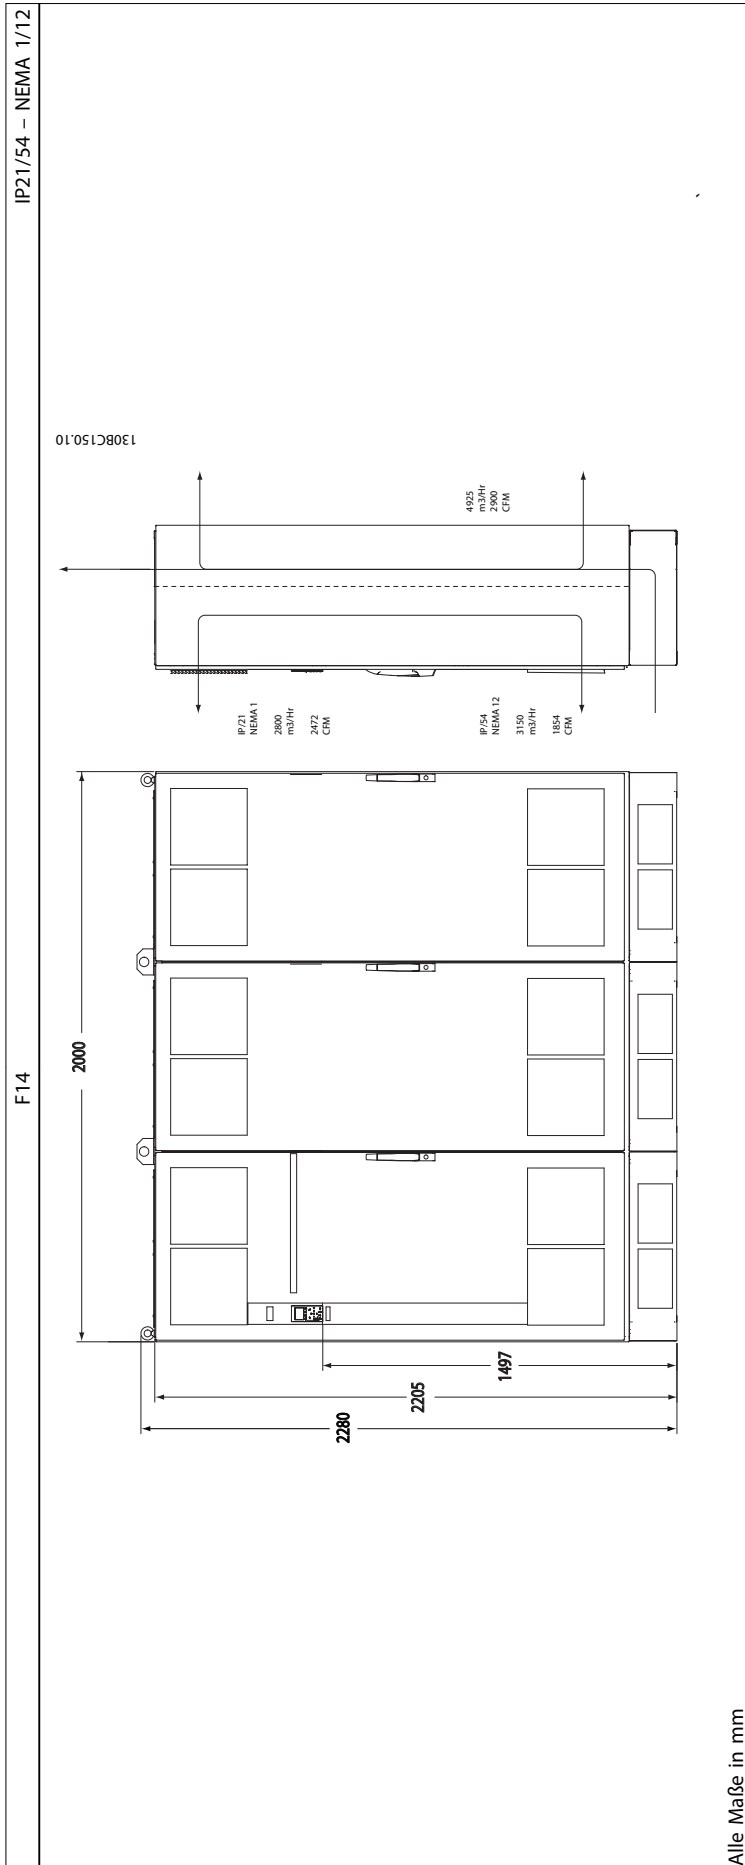 F14
IP21/54 – NEMA 1/12
130BC150.10
2000
2280
2205
1497
IP/21
NEMA 1
2800
m3/Hr
2472
CFM
IP/54
NEMA 12
3150
m3/Hr
1854
CFM
4925
m3/Hr
2900
CFM
Alle Maße in mm